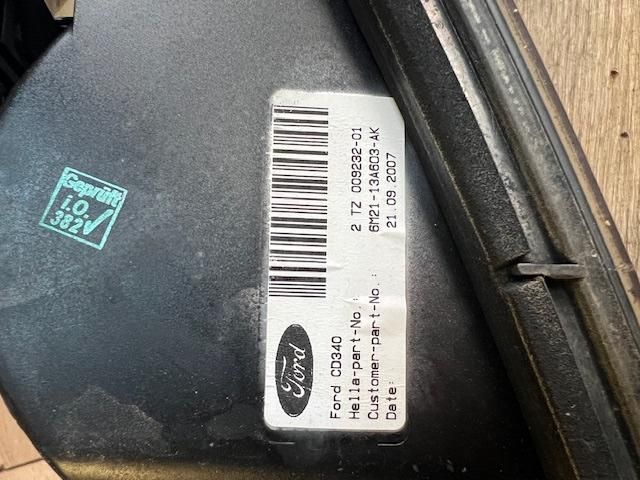 Ford
Ford CD340
Hella-part-No.: 2 TZ 009232-01
Customer-part-No.: 6M21-13A603-AK
Date: 21.09.2007
Geprüft
i.O.
382